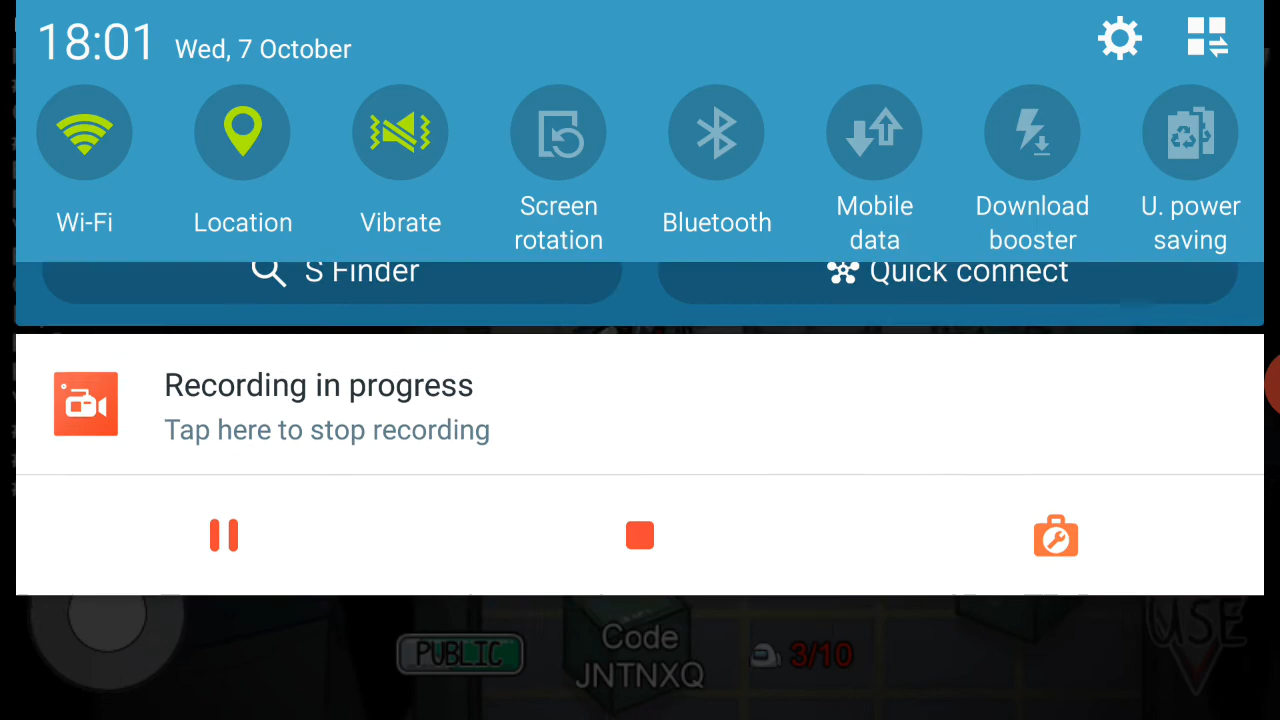 18:01 Wed, 7 October
Wi-Fi
Location
Vibrate
Screen
rotation
Bluetooth
Mobile
data
Download
booster
U. power
saving
S Finder
Quick connect
Recording in progress
Tap here to stop recording
PUBLIC
Code
JNTNXQ
3/10
USE